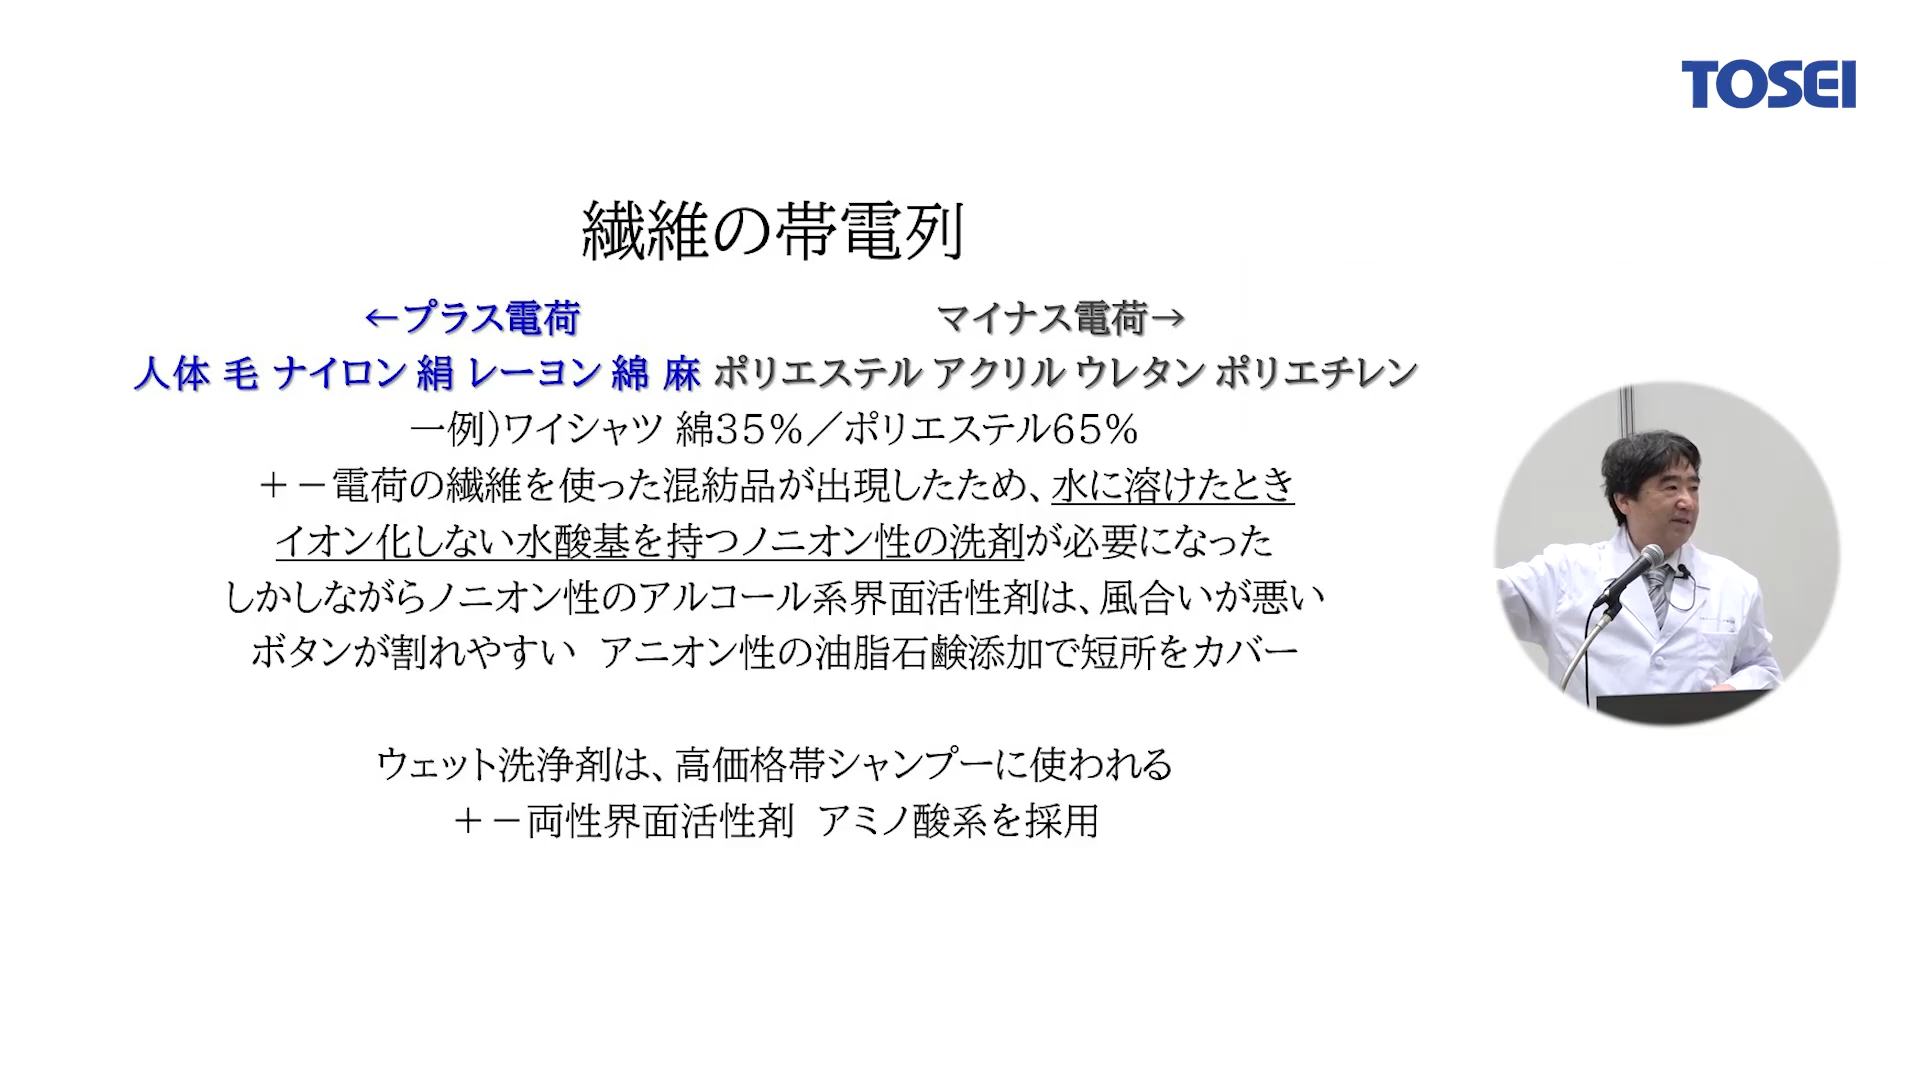 TOSEI
繊維の帯電列
←プラス電荷 マイナス電荷→
人体 毛 ナイロン 絹 レーヨン 綿 麻 ポリエステル アクリル ウレタン ポリエチレン
一例）ワイシャツ 綿35％／ポリエステル65％
＋－電荷の繊維を使った混紡品が出現したため、水に溶けたとき
イオン化しない水酸基を持つノニオン性の洗剤が必要になった
しかしながらノニオン性のアルコール系界面活性剤は、風合いが悪い
ボタンが割れやすい アニオン性の油脂石鹸添加で短所をカバー
ウェット洗浄剤は、高価格帯シャンプーに使われる
＋－両性界面活性剤 アミノ酸系を採用